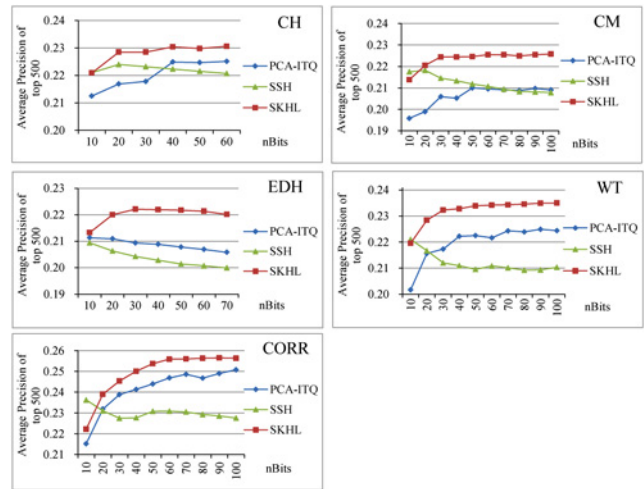 CH
Average Precision of
top 500
0.24
0.23
0.22
0.21
0.20
10 20 30 40 50 60
nBits
PCA-ITQ
SSH
SKHL
CM
Average Precision of
top 500
0.24
0.23
0.22
0.21
0.20
0.19
10 20 30 40 50 60 70 80 90 100
nBits
PCA-ITQ
SSH
SKHL
EDH
Average Precision of
top 500
0.23
0.22
0.21
0.20
0.19
10 20 30 40 50 60 70
nBits
PCA-ITQ
SSH
SKHL
WT
Average Precision of
top 500
0.24
0.23
0.22
0.21
0.20
10 20 30 40 50 60 70 80 90 100
nBits
PCA-ITQ
SSH
SKHL
CORR
Average Precision of
top 500
0.26
0.25
0.24
0.23
0.22
0.21
10 20 30 40 50 60 70 80 90 100
nBits
PCA-ITQ
SSH
SKHL